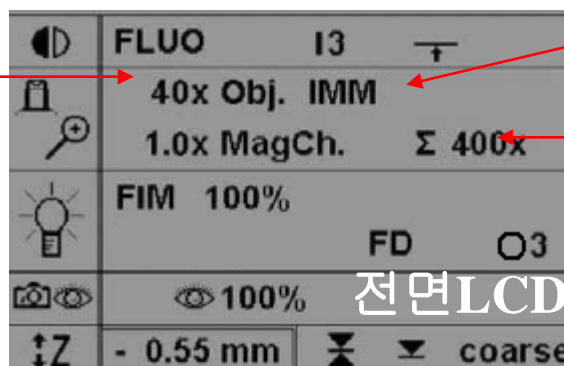 FLUO I3
40x Obj. IMM
1.0x MagCh. Σ 400x
FIM 100%
FD 3
100% 전면LCD
Z - 0.55 mm coarse